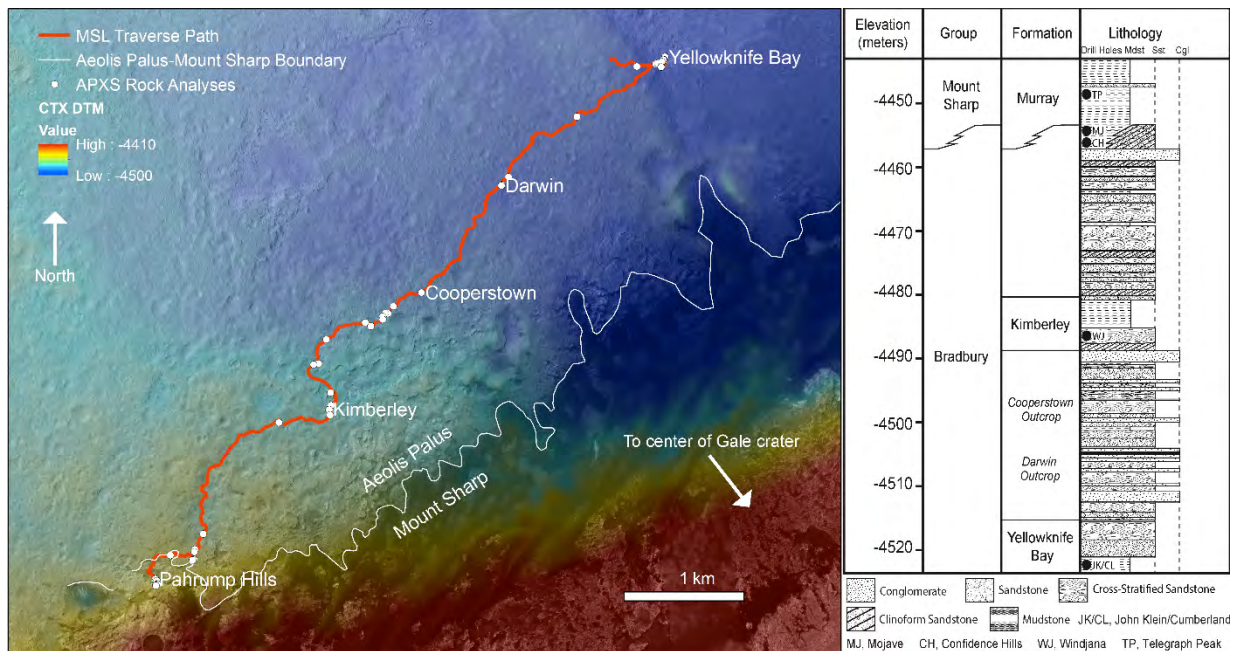 MSL Traverse Path
Aeolis Palus-Mount Sharp Boundary
APXS Rock Analyses
CTX DTM
Value
High : -4410
Low : -4500
North
Yellowknife Bay
Darwin
Cooperstown
Kimberley
Aeolis Palus
Mount Sharp
To center of Gale crater
Pahrump Hills
1 km
Elevation
(meters)
Group
Formation
Lithology
Drill Holes Mdst Sst Cgl
-4450
-4460
-4470
-4480
-4490
-4500
-4510
-4520
Mount
Sharp
Bradbury
Murray
Kimberley
Cooperstown
Outcrop
Darwin
Outcrop
Yellowknife
Bay
TP
MJ
CH
WJ
JK/CL
Conglomerate Sandstone Cross-Stratified Sandstone
Clinoform Sandstone Mudstone JK/CL, John Klein/Cumberland
MJ, Mojave CH, Confidence Hills WJ, Windjana TP, Telegraph Peak